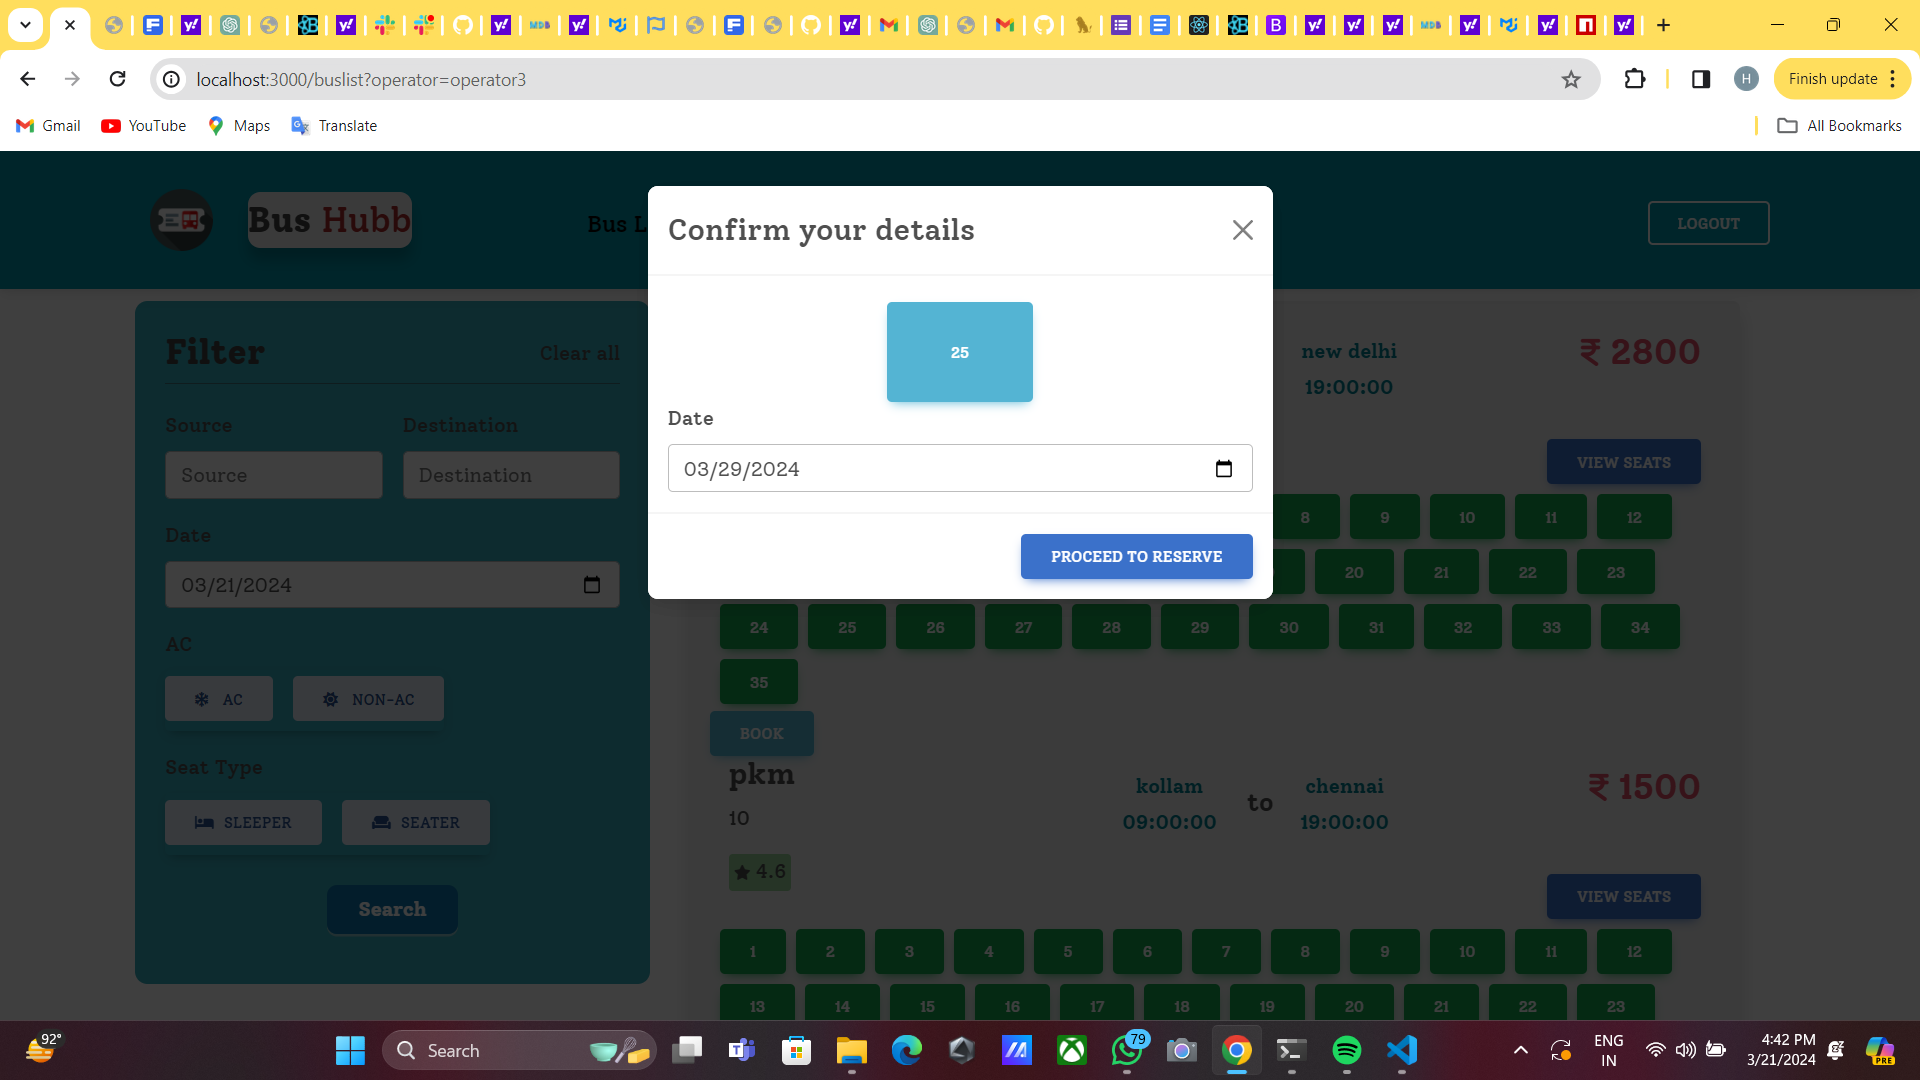 localhost:3000/buslist?operator=operator3
H
Finish update
Gmail
YouTube
Maps
Translate
All Bookmarks
Bus Hubb
Bus L
LOGOUT
Confirm your details
25
Date
03/29/2024
PROCEED TO RESERVE
Filter
Clear all
Source
Destination
Source
Destination
Date
03/21/2024
AC
AC
NON-AC
Seat Type
SLEEPER
SEATER
Search
new delhi
19:00:00
₹ 2800
VIEW SEATS
8 9 10 11 12
20 21 22 23
24 25 26 27 28 29 30 31 32 33 34
35
BOOK
pkm
10
4.6
kollam
09:00:00
to
chennai
19:00:00
₹ 1500
VIEW SEATS
1 2 3 4 5 6 7 8 9 10 11 12
13 14 15 16 17 18 19 20 21 22 23
92°
Search
79
ENG
IN
4:42 PM
3/21/2024
PRE